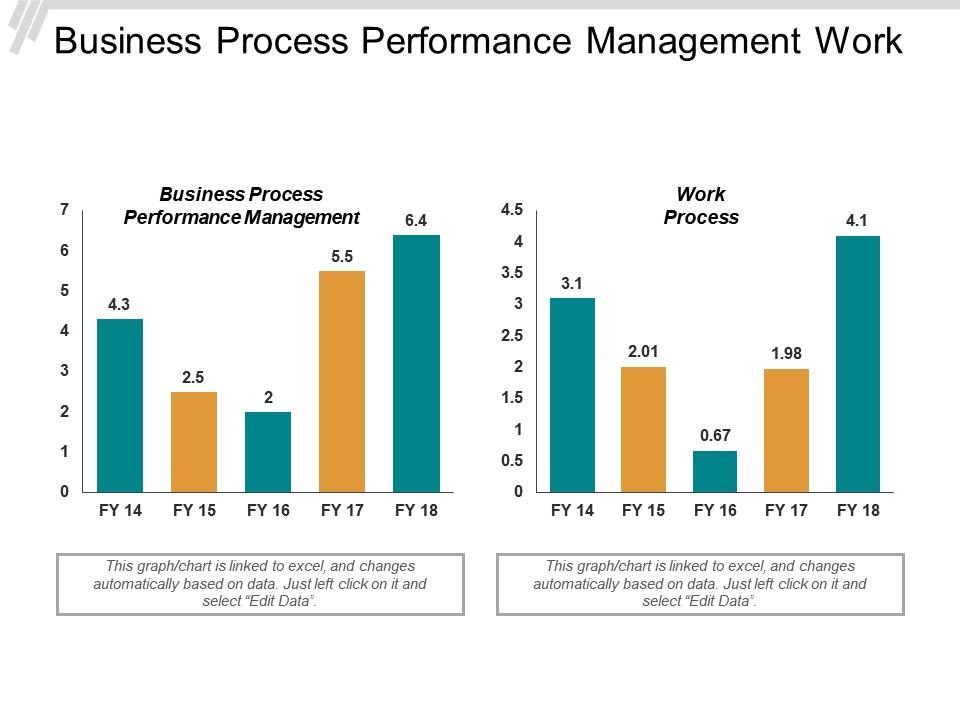 Business Process Performance Management Work
Business Process
Performance Management
7
6
5
4
3
2
1
0
4.3
2.5
2
5.5
6.4
FY 14
FY 15
FY 16
FY 17
FY 18
This graph/chart is linked to excel, and changes
automatically based on data. Just left click on it and
select “Edit Data”.
Work
Process
4.5
4
3.5
3
2.5
2
1.5
1
0.5
0
3.1
2.01
0.67
1.98
4.1
FY 14
FY 15
FY 16
FY 17
FY 18
This graph/chart is linked to excel, and changes
automatically based on data. Just left click on it and
select “Edit Data”.